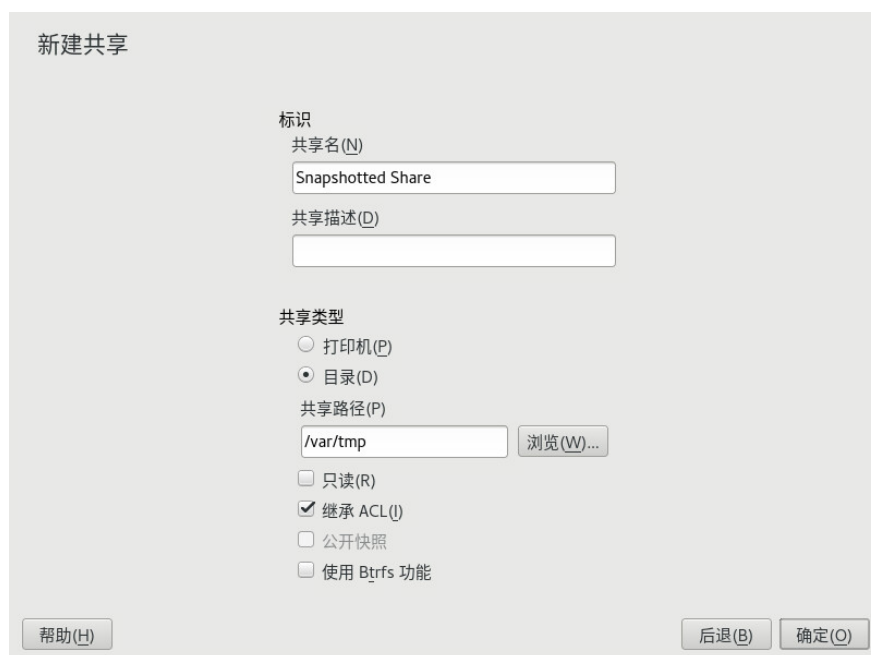 新建共享
标识
共享名(N)
Snapshotted Share
共享描述(D)
共享类型
打印机(P)
目录(D)
共享路径(P)
/var/tmp
浏览(W)...
只读(R)
继承 ACL(I)
公开快照
使用 Btrfs 功能
帮助(H)
后退(B)
确定(O)